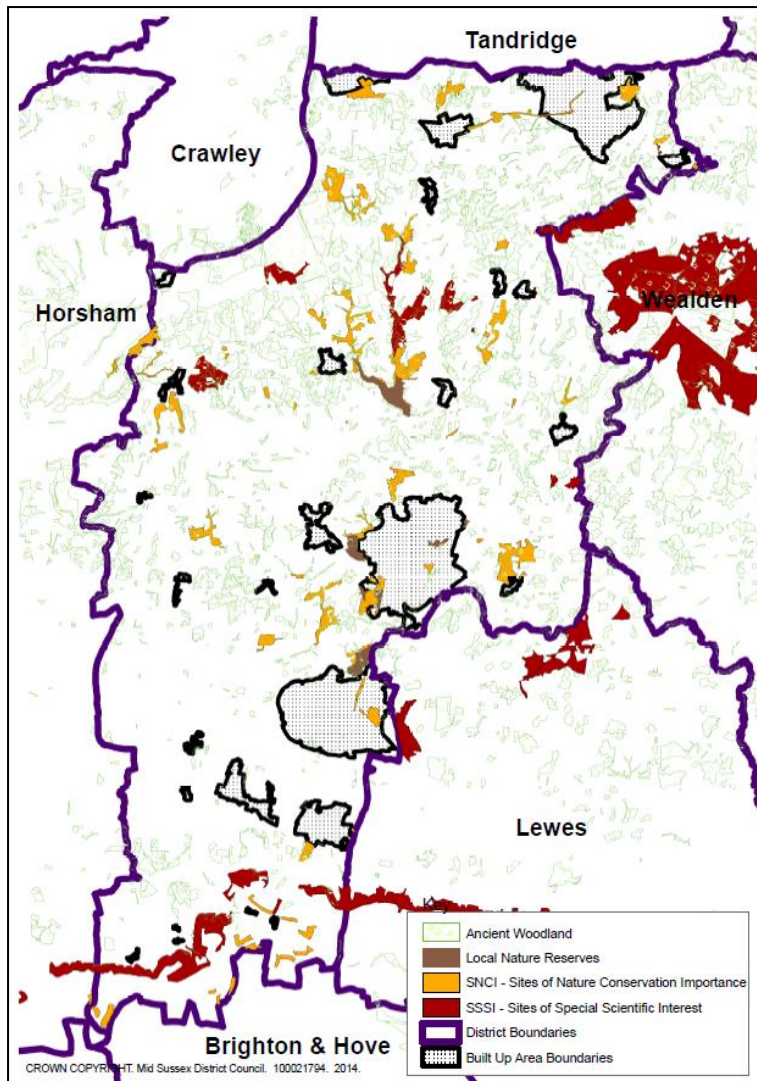 Tandridge
Crawley
Horsham
Wealden
Lewes
Key
Ancient Woodland
Local Nature Reserves
SNCI - Sites of Nature Conservation Importance
SSSI - Sites of Special Scientific Interest
District Boundaries
Built Up Area Boundaries
Brighton & Hove
CROWN COPYRIGHT. Mid Sussex District Council. 100021794. 2014.